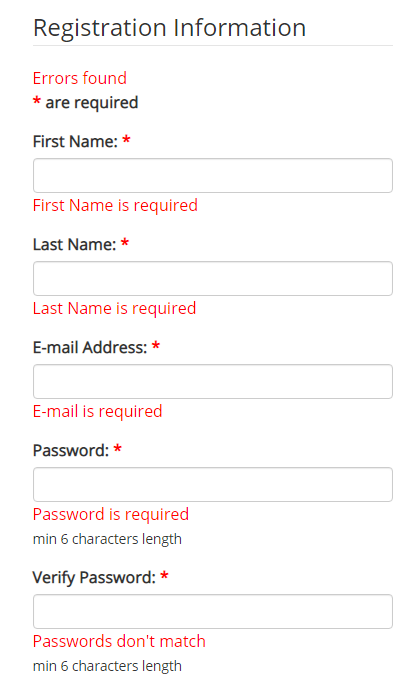 Registration Information
Errors found
* are required
First Name: *
First Name is required
Last Name: *
Last Name is required
E-mail Address: *
E-mail is required
Password: *
Password is required
min 6 characters length
Verify Password: *
Passwords don't match
min 6 characters length